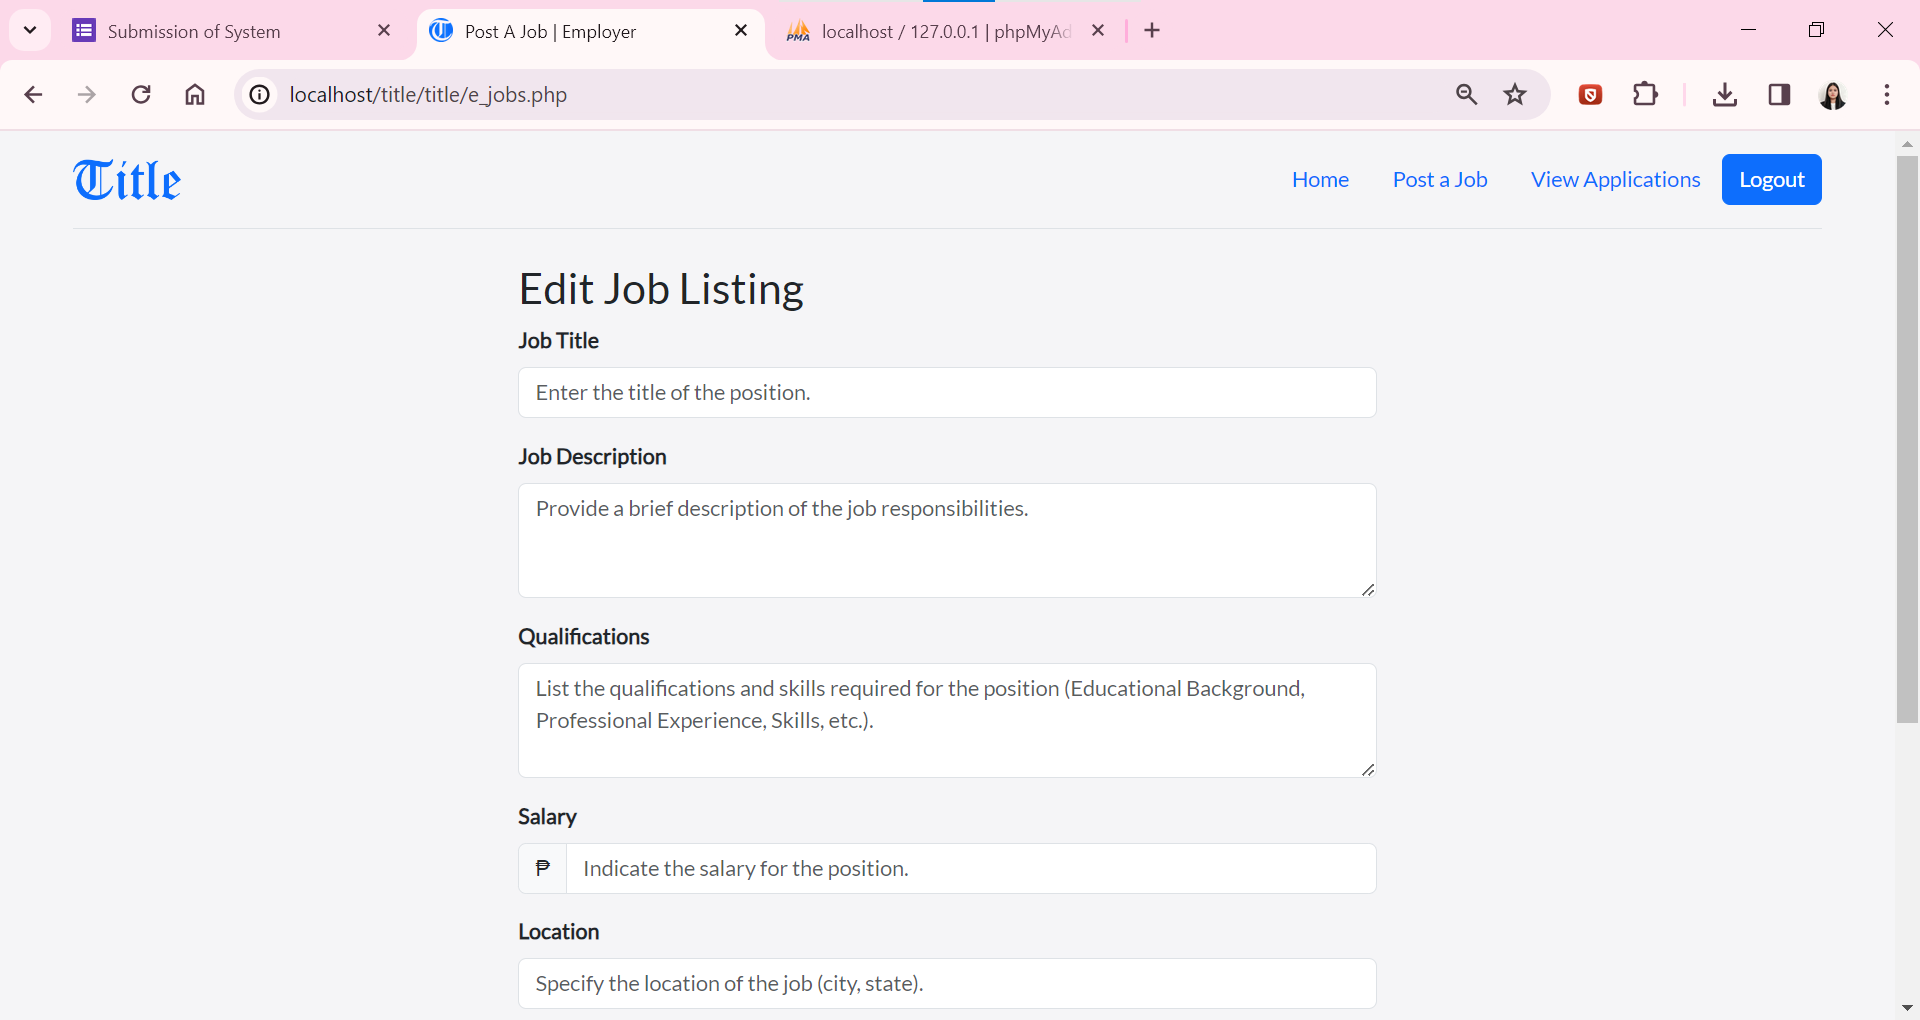 Submission of System
Post A Job | Employer
PMA
localhost / 127.0.0.1 | phpMyAd
localhost/title/title/e_jobs.php
Title
Home
Post a Job
View Applications
Logout
Edit Job Listing
Job Title
Enter the title of the position.
Job Description
Provide a brief description of the job responsibilities.
Qualifications
List the qualifications and skills required for the position (Educational Background,
Professional Experience, Skills, etc.).
Salary
₱ Indicate the salary for the position.
Location
Specify the location of the job (city, state).